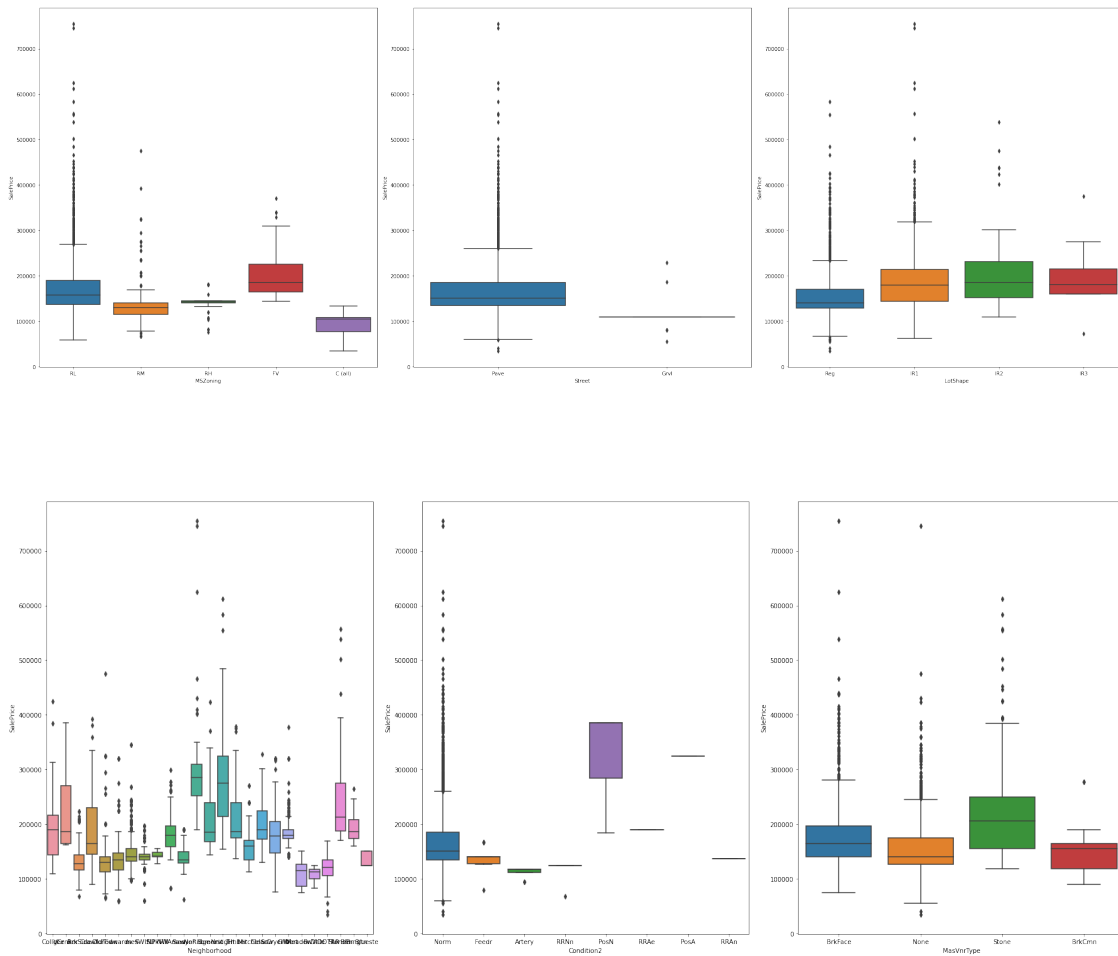 700000
600000
500000
400000
300000
200000
100000
0
SalePrice
RL RM RH FV C (all)
MSZoning
700000
600000
500000
400000
300000
200000
100000
0
SalePrice
Pave Grvl
Street
700000
600000
500000
400000
300000
200000
100000
0
SalePrice
Reg IR1 IR2 IR3
LotShape
700000
600000
500000
400000
300000
200000
100000
0
SalePrice
Neighborhood
700000
600000
500000
400000
300000
200000
100000
0
SalePrice
Norm Feedr Artery RRNn PosN RRAe PosA RRAn
Condition2
700000
600000
500000
400000
300000
200000
100000
0
SalePrice
BrkFace None Stone BrkCmn
MasVnrType